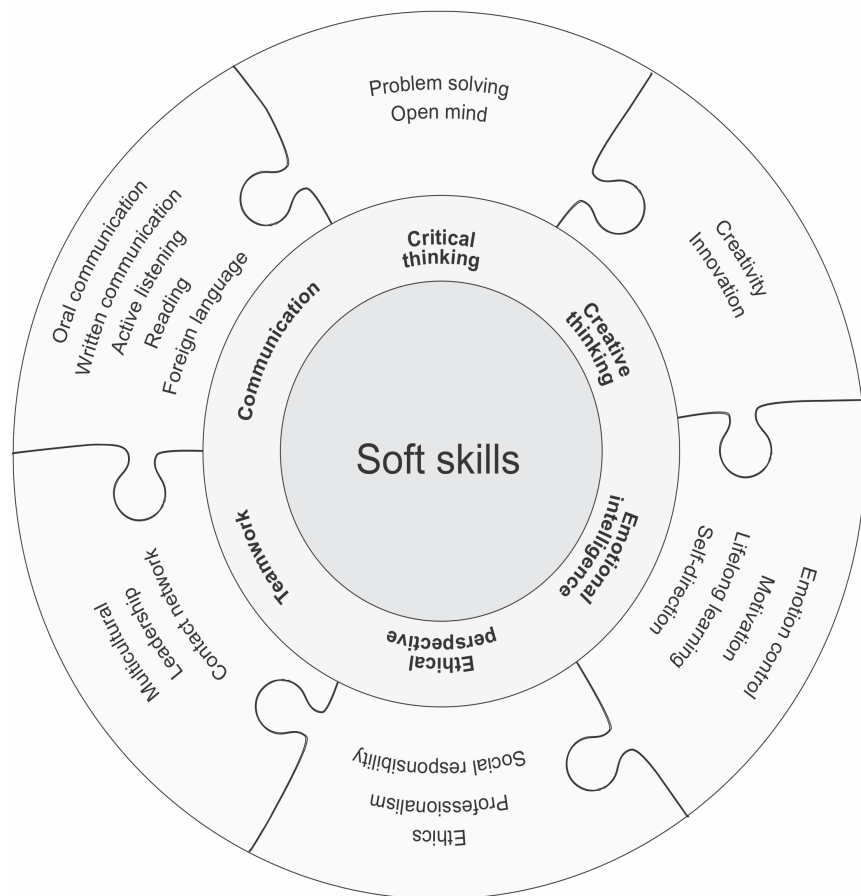 Soft skills
Critical
thinking
Problem solving
Open mind
Creative
thinking
Creativity
Innovation
Emotional
intelligence
Emotion control
Motivation
Lifelong learning
Self-direction
Ethical
perspective
Ethics
Professionalism
Social responsibility
Teamwork
Contact network
Leadership
Multicultural
Communication
Oral communication
Written communication
Active listening
Reading
Foreign language